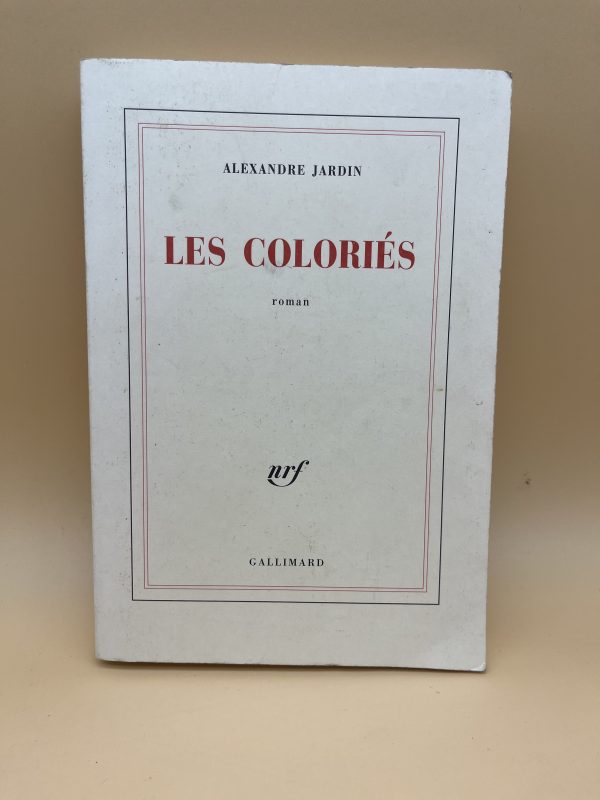 ALEXANDRE JARDIN
LES COLORIÉS
roman
nrf
GALLIMARD